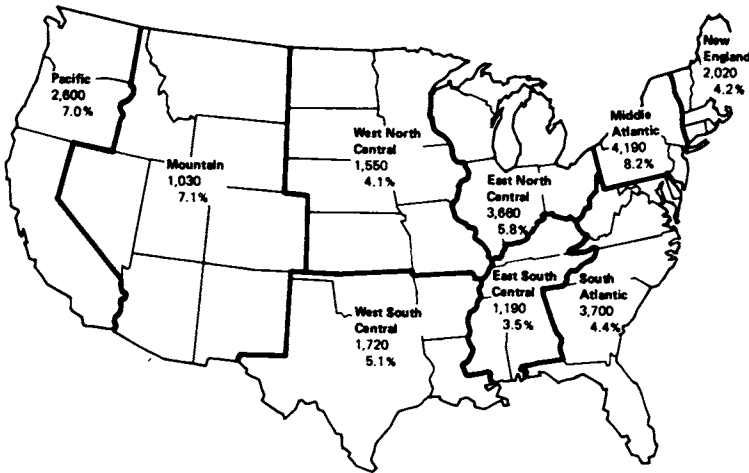 New
England
2,020
4.2%
Pacific
2,600
7.0%
Middle
Atlantic
4,190
8.2%
West North
Central
1,550
4.1%
Mountain
1,030
7.1%
East North
Central
3,660
5.8%
East South
Central
1,190
3.5%
South
Atlantic
3,700
4.4%
West South
Central
1,720
5.1%